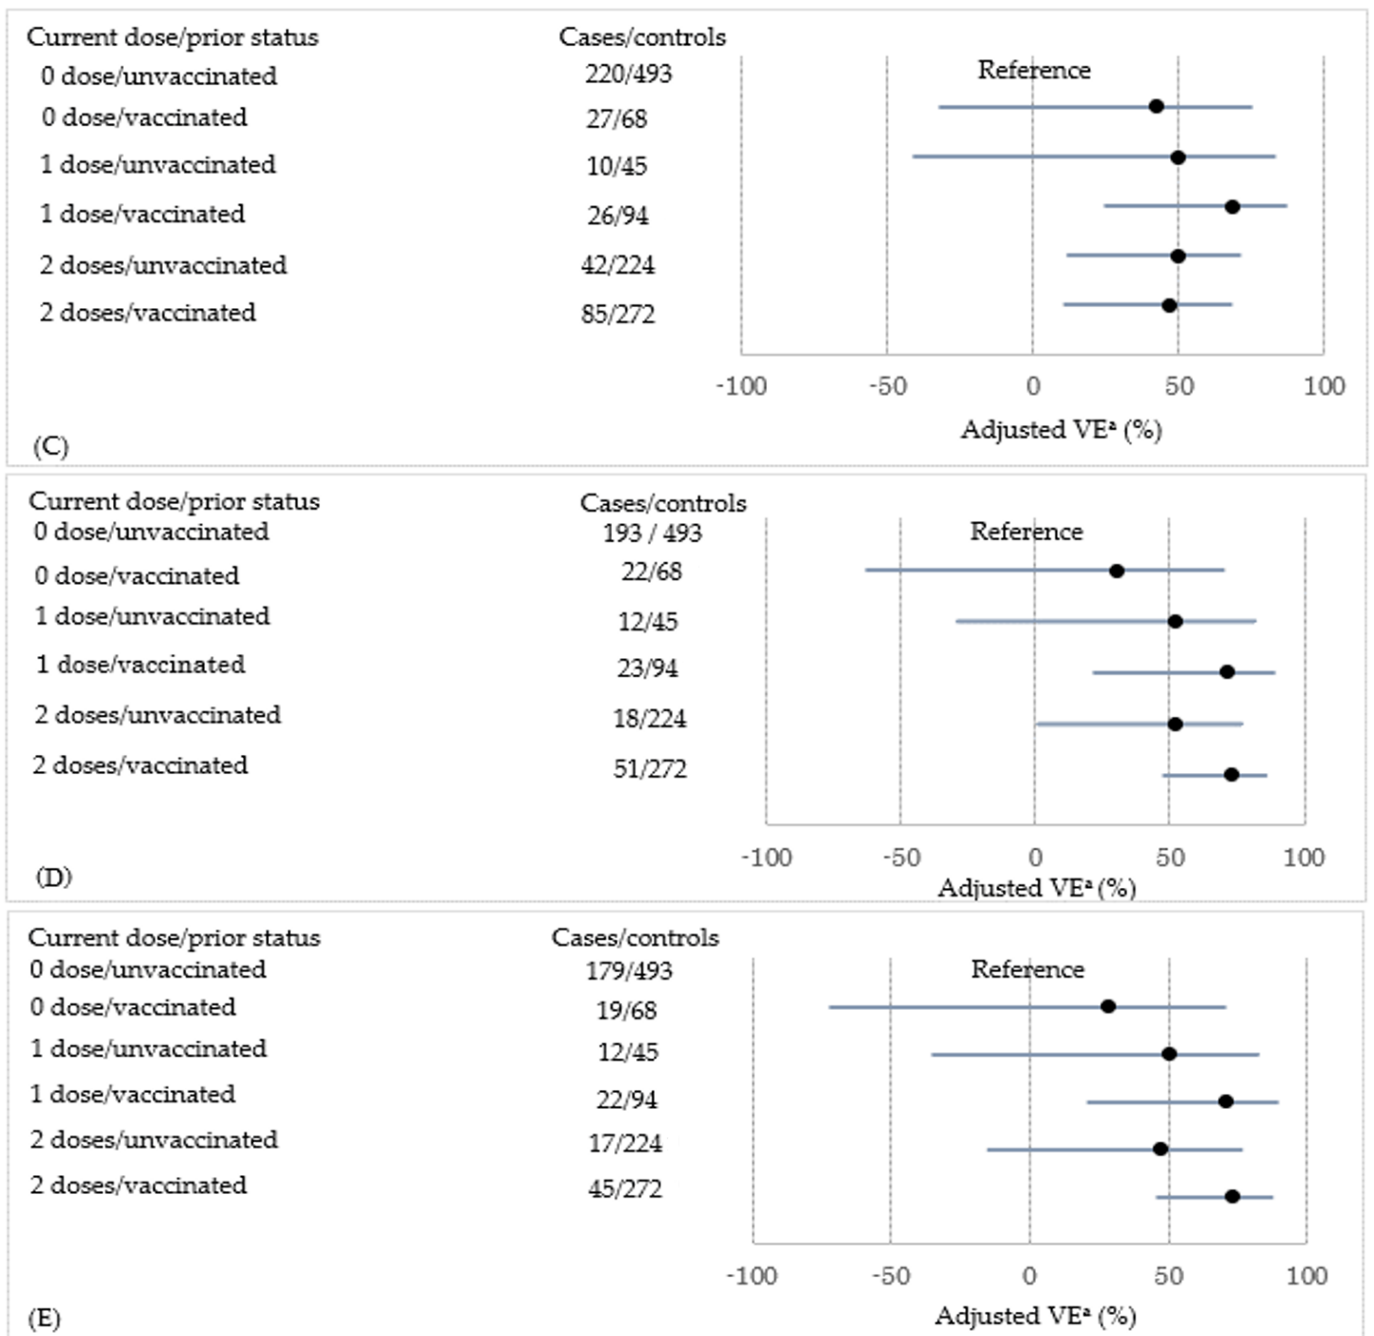 Current dose/prior status Cases/controls
0 dose/unvaccinated 220/493 Reference
0 dose/vaccinated 27/68
1 dose/unvaccinated 10/45
1 dose/vaccinated 26/94
2 doses/unvaccinated 42/224
2 doses/vaccinated 85/272
-100 -50 0 50 100
Adjusted VEᵃ (%)
(C)
Current dose/prior status Cases/controls
0 dose/unvaccinated 193 / 493 Reference
0 dose/vaccinated 22/68
1 dose/unvaccinated 12/45
1 dose/vaccinated 23/94
2 doses/unvaccinated 18/224
2 doses/vaccinated 51/272
-100 -50 0 50 100
(D) Adjusted VEᵃ (%)
Current dose/prior status Cases/controls
0 dose/unvaccinated 179/493 Reference
0 dose/vaccinated 19/68
1 dose/unvaccinated 12/45
1 dose/vaccinated 22/94
2 doses/unvaccinated 17/224
2 doses/vaccinated 45/272
-100 -50 0 50 100
(E) Adjusted VEᵃ (%)